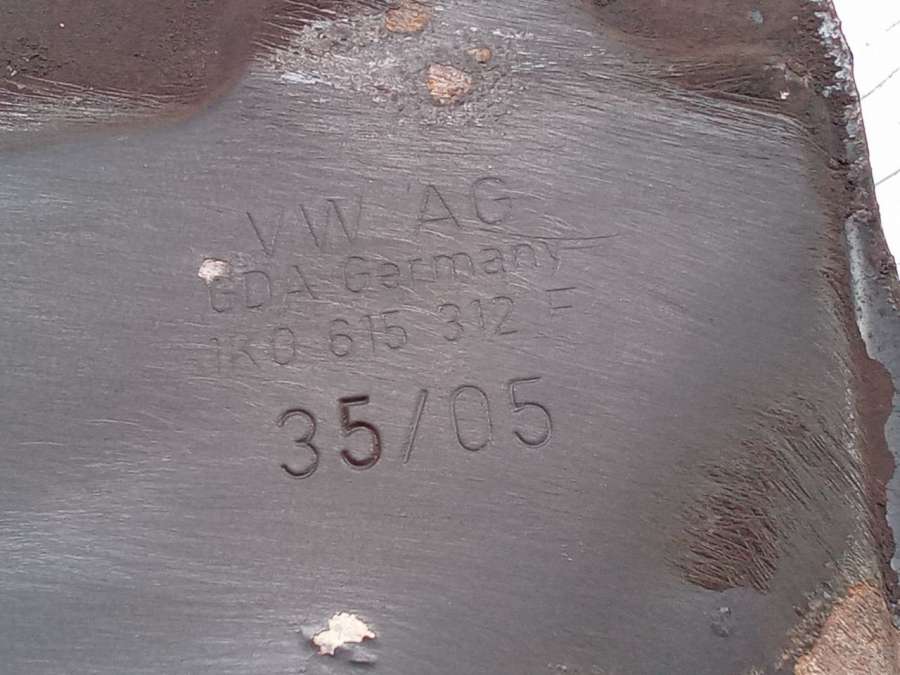 VW AG
GDA Germany
1K0 615 312 F
35/05